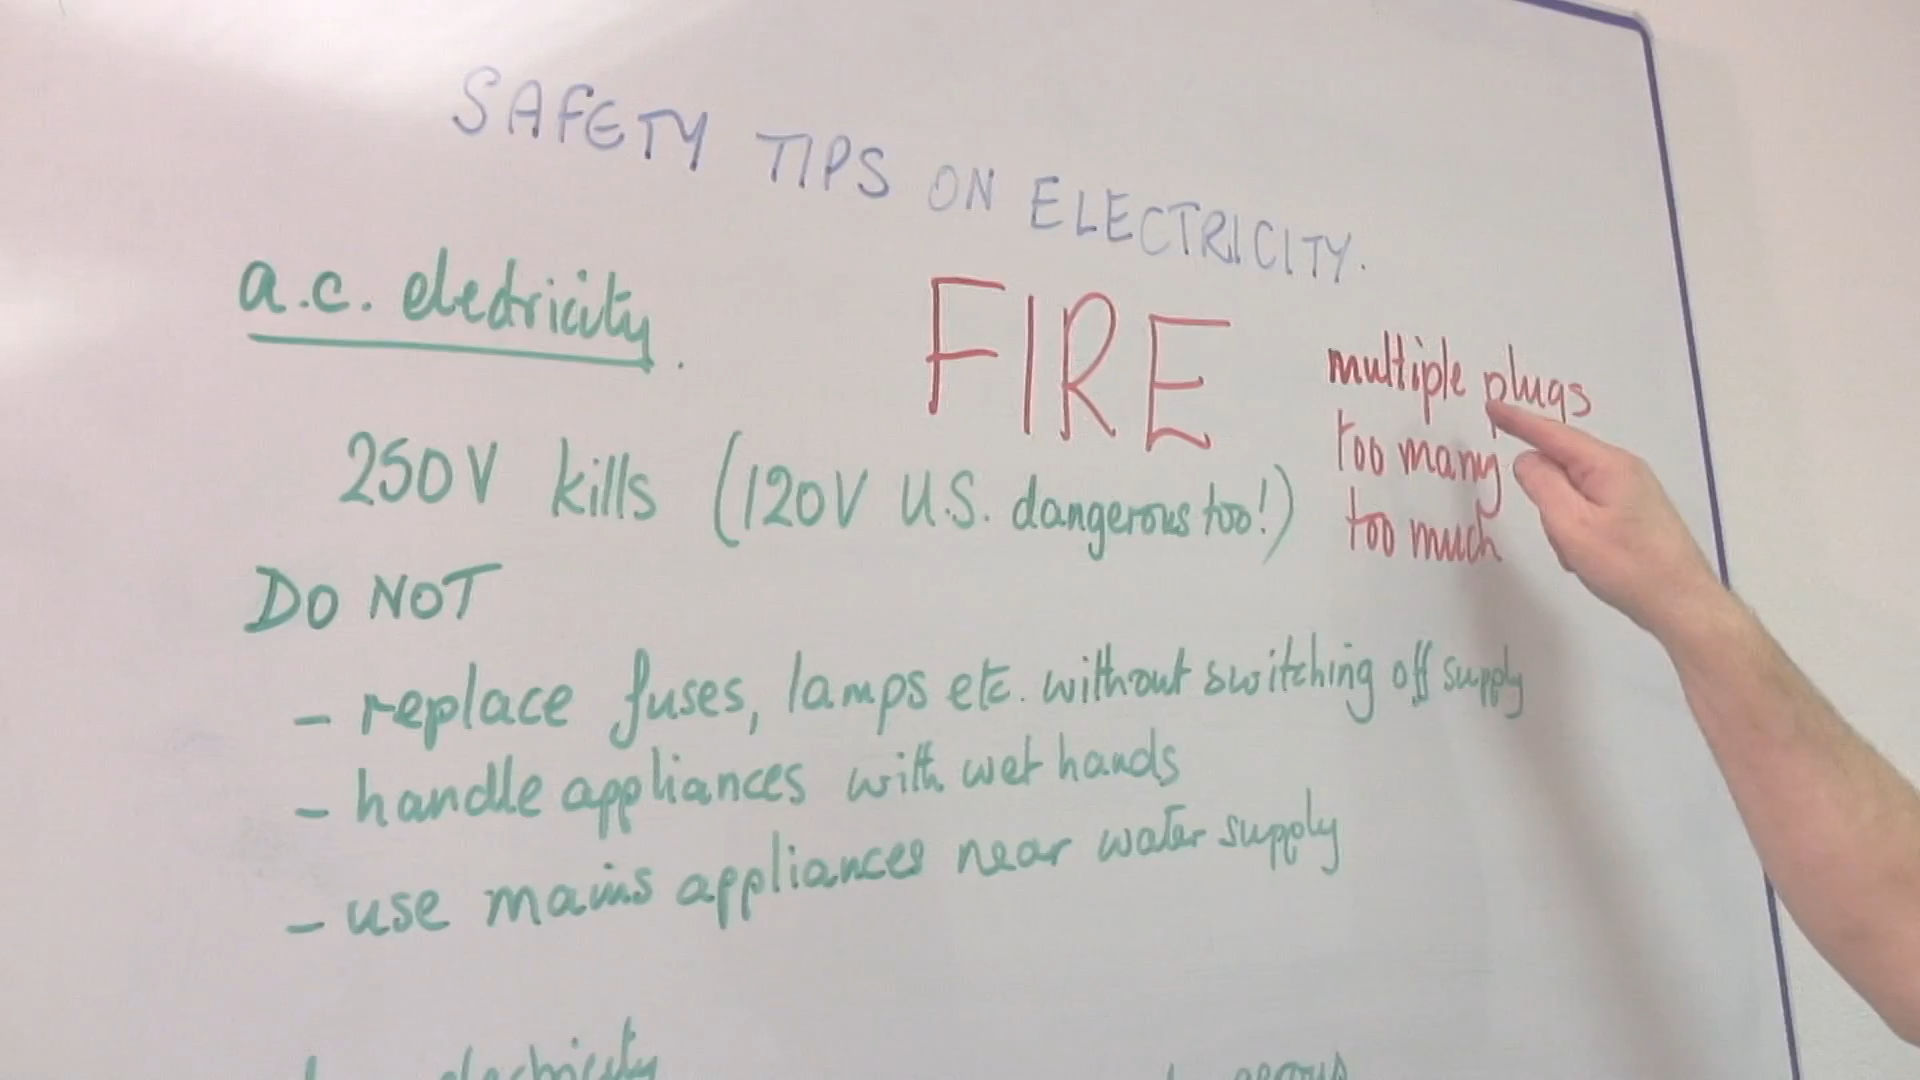 SAFETY TIPS ON ELECTRICITY.
a.c. electricity.
FIRE
multiple plugs
too many
too much
250V kills (120V U.S. dangerous too!)
DO NOT
- replace fuses, lamps etc. without switching off supply
- handle appliances with wet hands
- use mains appliances near water supply
electricity